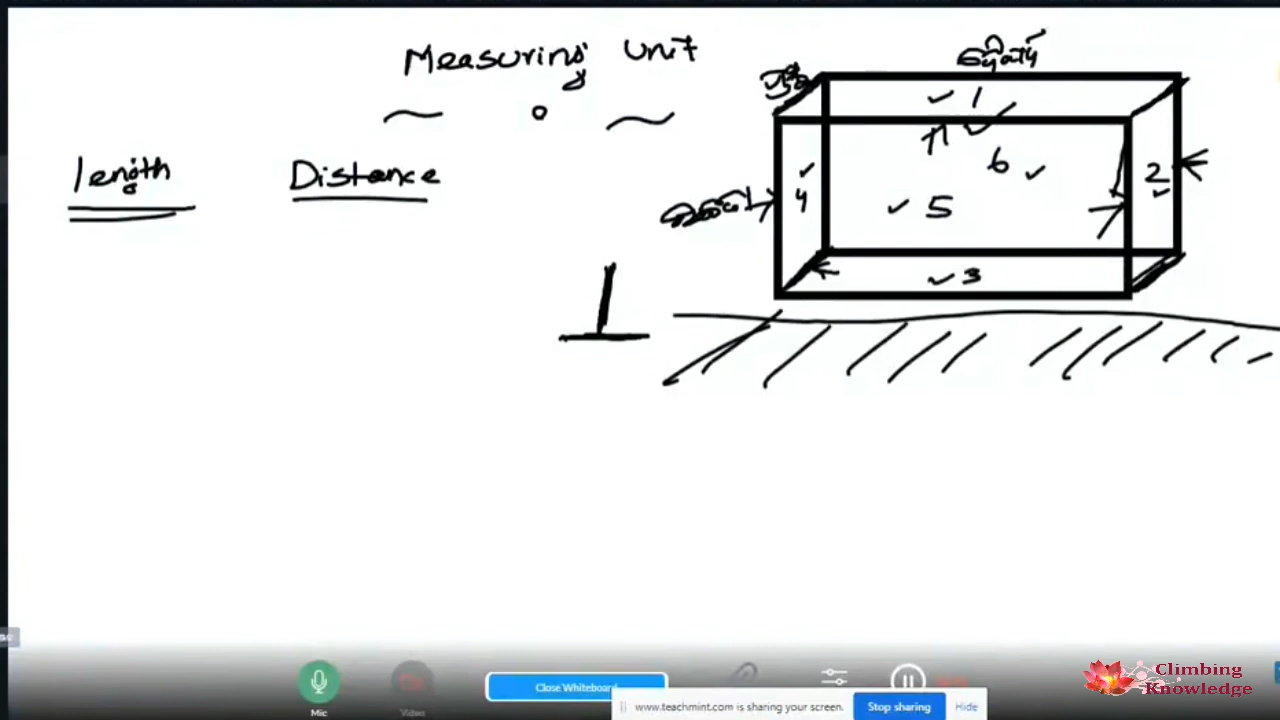 Measuring Unit
length
Distance
1
2
3
4
5
6
Mic
Video
Close Whiteboard
www.teachmint.com is sharing your screen.
Stop sharing
Hide
Climbing
Knowledge